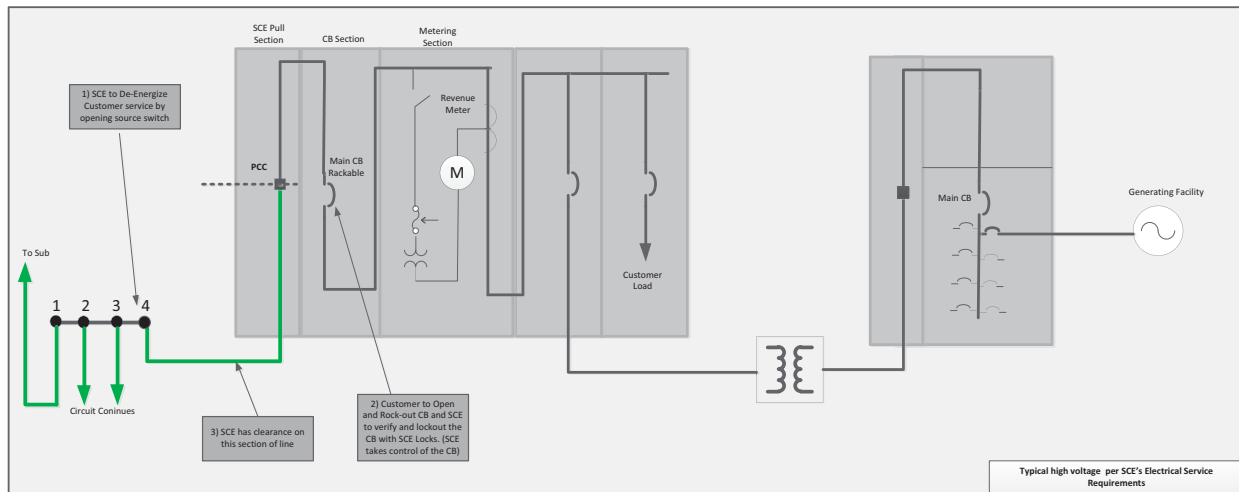 SCE Pull
Section
CB Section
Metering
Section
1) SCE to De-Energize
Customer service by
opening source switch
Revenue
Meter
PCC
Main CB
Rackable
M
Main CB
Generating Facility
To Sub
Customer
Load
1
2
3
4
Circuit Coninues
3) SCE has clearance on
this section of line
2) Customer to Open
and Rock-out CB and SCE
to verify and lockout the
CB with SCE Locks. (SCE
takes control of the CB)
Typical high voltage per SCE's Electrical Service
Requirements